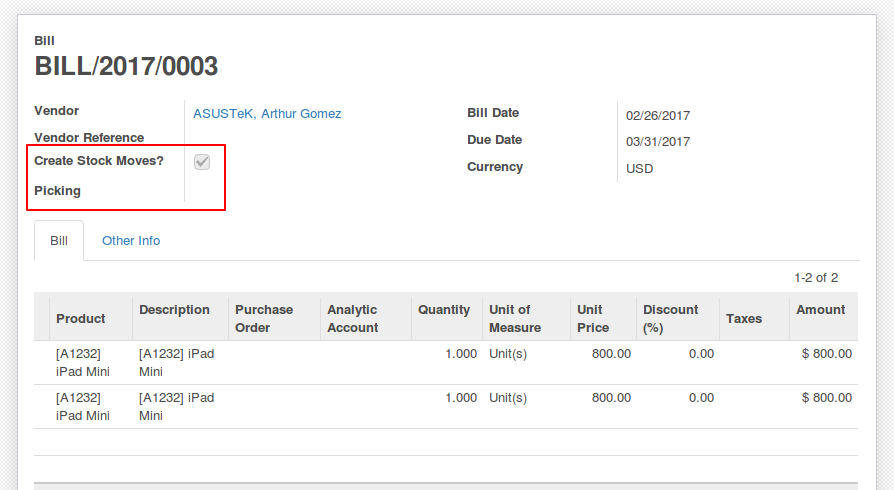 Bill
BILL/2017/0003
Vendor
ASUSTeK, Arthur Gomez
Bill Date
02/26/2017
Vendor Reference
Due Date
03/31/2017
Create Stock Moves?
Currency
USD
Picking
Bill
Other Info
1-2 of 2
Product Description Purchase Order Analytic Account Quantity Unit of Measure Unit Price Discount (%) Taxes Amount
[A1232] [A1232] iPad 1.000 Unit(s) 800.00 0.00 $ 800.00
iPad Mini Mini
[A1232] [A1232] iPad 1.000 Unit(s) 800.00 0.00 $ 800.00
iPad Mini Mini